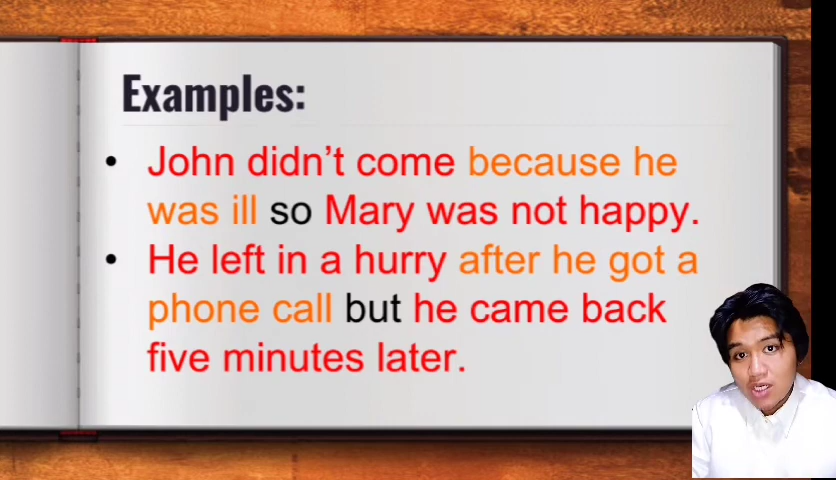 Examples:
• John didn’t come because he
was ill so Mary was not happy.
• He left in a hurry after he got a
phone call but he came back
five minutes later.